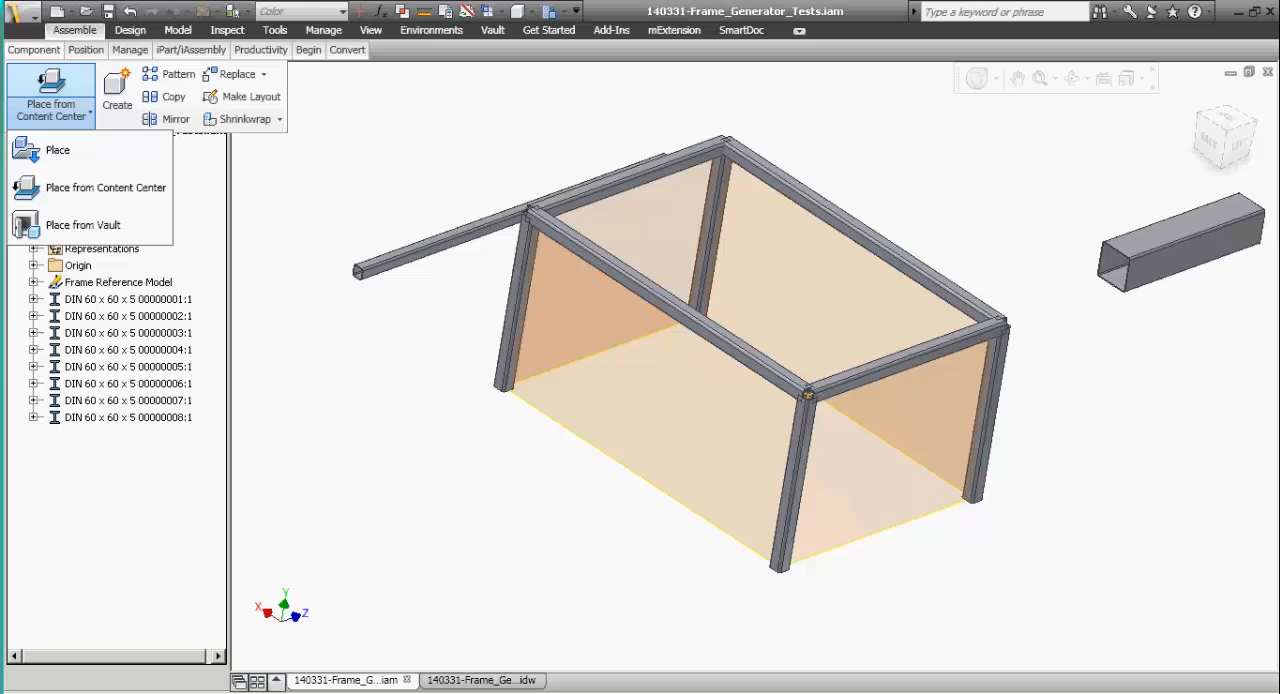 Color 140331-Frame_Generator_Tests.iam Type a keyword or phrase
Assemble Design Model Inspect Tools Manage View Environments Vault Get Started Add-Ins mExtension SmartDoc
Component Position Manage iPart/iAssembly Productivity Begin Convert
Place from
Content Center
Create
Pattern Replace
Copy Make Layout
Mirror Shrinkwrap
Place
Place from Content Center
Place from Vault
Representations
Origin
Frame Reference Model
DIN 60 x 60 x 5 00000001:1
DIN 60 x 60 x 5 00000002:1
DIN 60 x 60 x 5 00000003:1
DIN 60 x 60 x 5 00000004:1
DIN 60 x 60 x 5 00000005:1
DIN 60 x 60 x 5 00000006:1
DIN 60 x 60 x 5 00000007:1
DIN 60 x 60 x 5 00000008:1
BACK
X Y Z
140331-Frame_G...iam 140331-Frame_Ge...idw